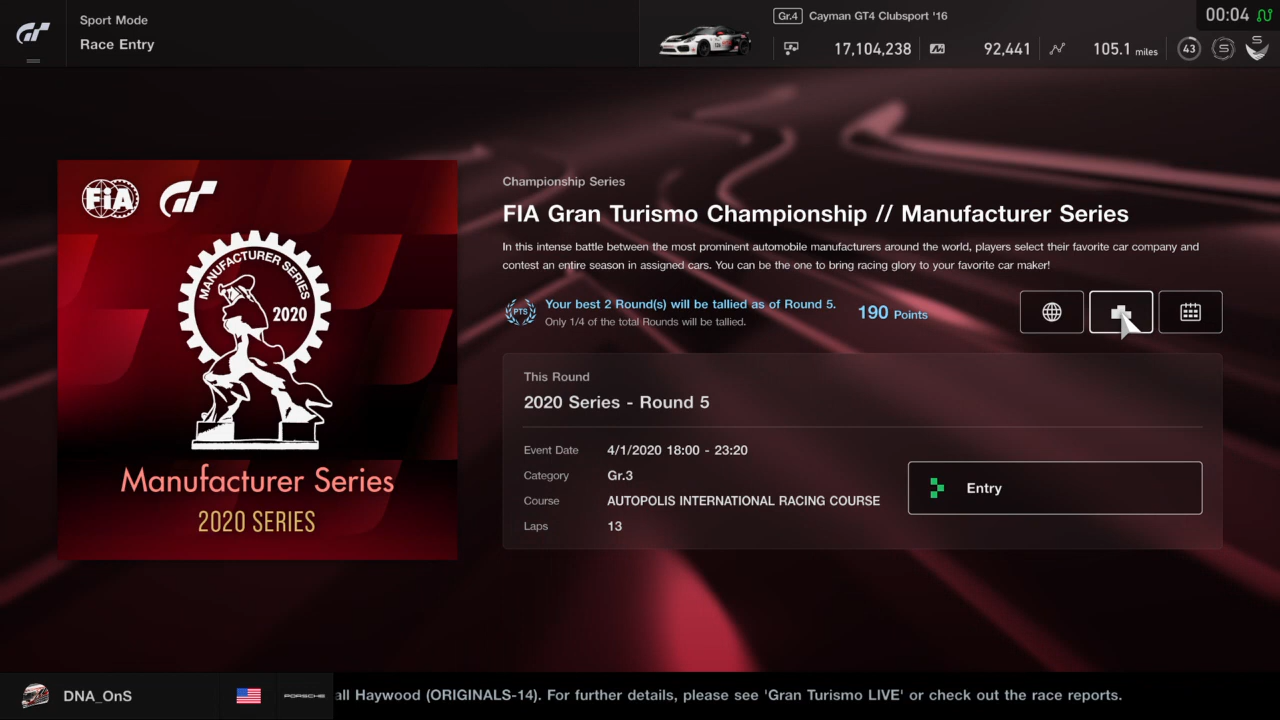 Sport Mode
Race Entry
Gr.4 Cayman GT4 Clubsport '16
00:04
17,104,238 92,441 105.1 miles 43 S S
FiA GT
MANUFACTURER SERIES
2020
Manufacturer Series
2020 SERIES
Championship Series
FIA Gran Turismo Championship // Manufacturer Series
In this intense battle between the most prominent automobile manufacturers around the world, players select their favorite car company and
contest an entire season in assigned cars. You can be the one to bring racing glory to your favorite car maker!
PTS
Your best 2 Round(s) will be tallied as of Round 5.
Only 1/4 of the total Rounds will be tallied.
190 Points
This Round
2020 Series - Round 5
Event Date 4/1/2020 18:00 - 23:20
Category Gr.3
Course AUTOPOLIS INTERNATIONAL RACING COURSE
Laps 13
Entry
DNA_OnS
PORSCHE
all Haywood (ORIGINALS-14). For further details, please see 'Gran Turismo LIVE' or check out the race reports.